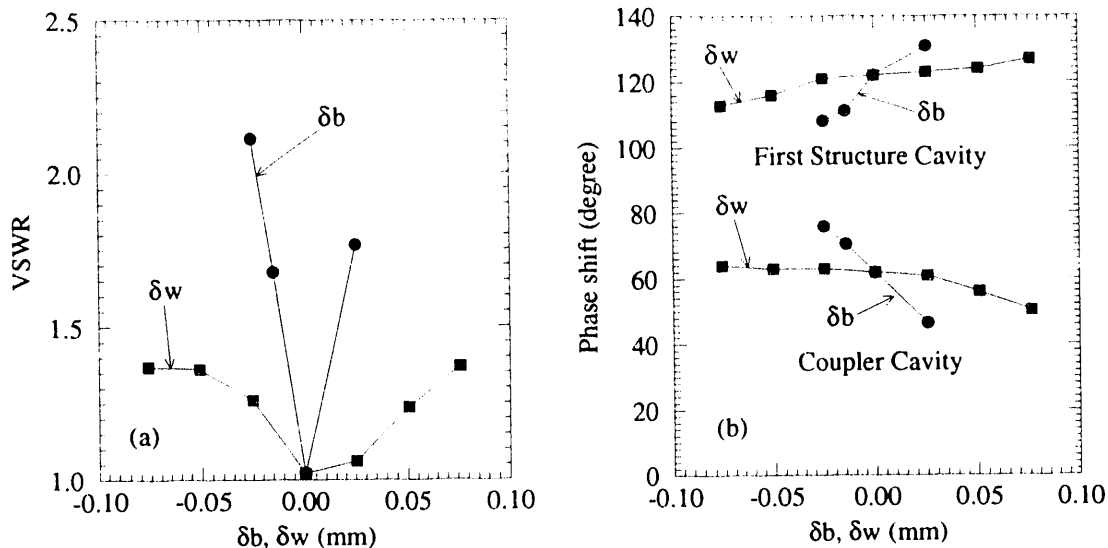 2.5
2.0
1.5
1.0
VSWR
δb
δw
(a)
-0.10 -0.05 0.00 0.05 0.10
δb, δw (mm)
140
120
100
80
60
40
20
0
Phase shift (degree)
δw
δb
First Structure Cavity
δw
δb
Coupler Cavity
(b)
-0.10 -0.05 0.00 0.05 0.10
δb, δw (mm)